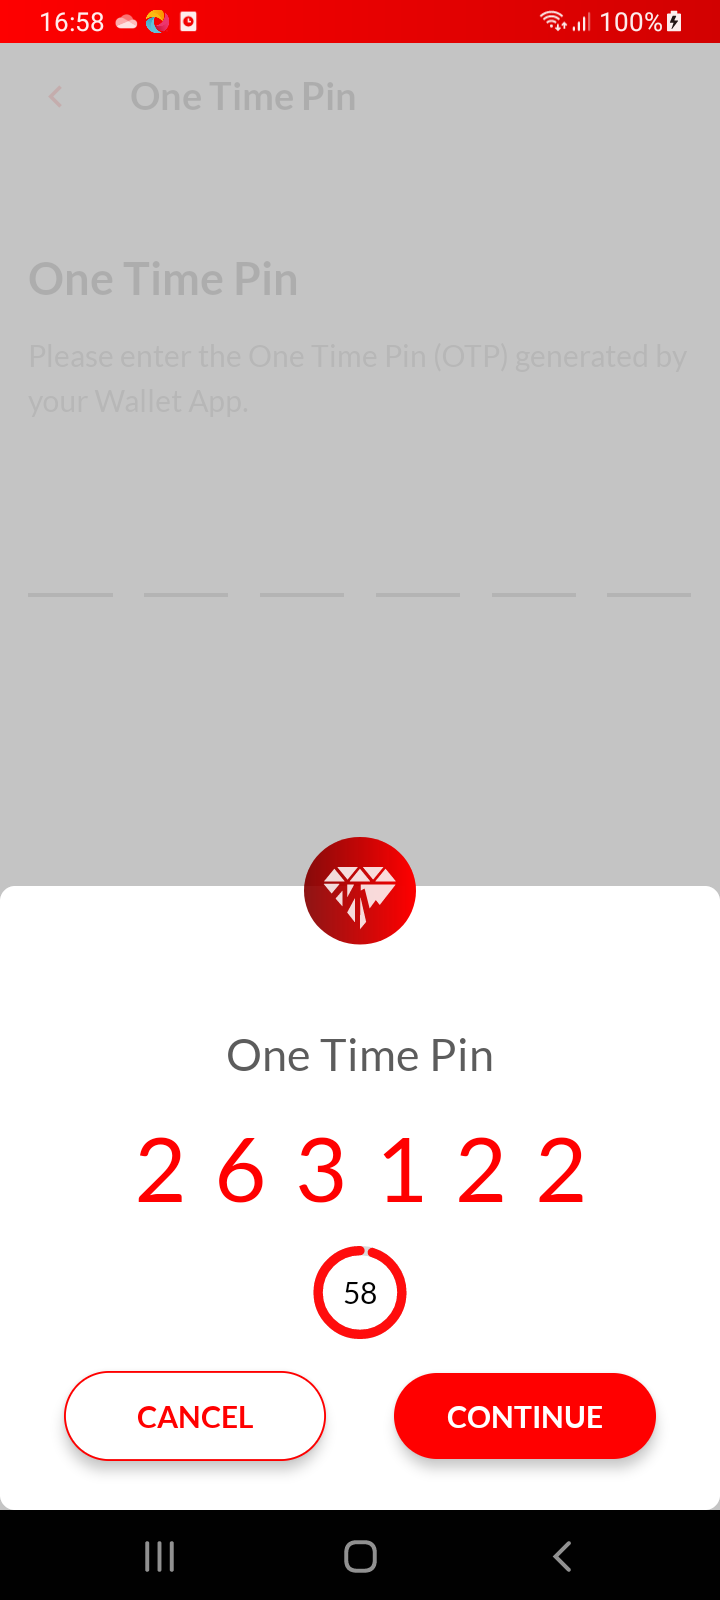 16:58 100%
One Time Pin
One Time Pin
Please enter the One Time Pin (OTP) generated by
your Wallet App.
One Time Pin
2 6 3 1 2 2
58
CANCEL CONTINUE